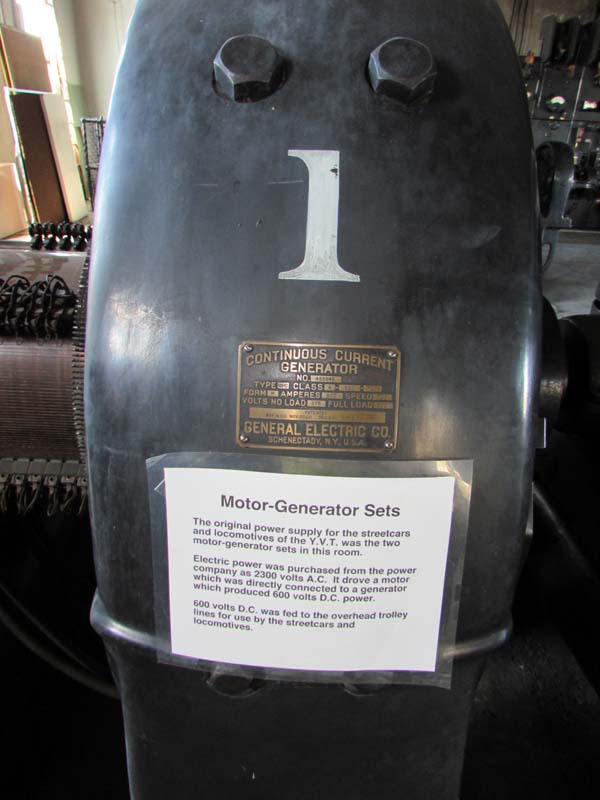 1
CONTINUOUS CURRENT
GENERATOR
NO.
TYPE MPC CLASS
FORM H AMPERES SPEED
VOLTS NO LOAD FULL LOAD
GENERAL ELECTRIC CO.
SCHENECTADY, N.Y., U.S.A.
Motor-Generator Sets
The original power supply for the streetcars
and locomotives of the Y.V.T. was the two
motor-generator sets in this room.
Electric power was purchased from the power
company as 2300 volts A.C. It drove a motor
which was directly connected to a generator
which produced 600 volts D.C. power.
600 volts D.C. was fed to the overhead trolley
lines for use by the streetcars and
locomotives.